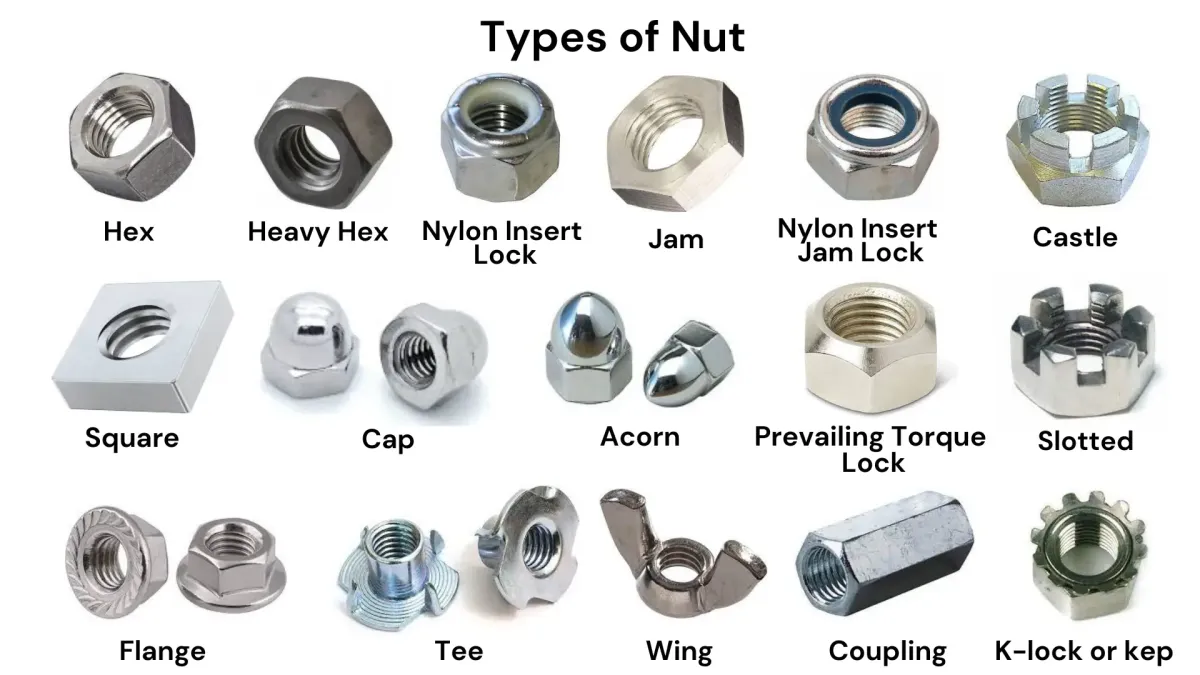 Types of Nut
Hex
Heavy Hex
Nylon Insert
Lock
Jam
Nylon Insert
Jam Lock
Castle
Square
Cap
Acorn
Prevailing Torque
Lock
Slotted
Flange
Tee
Wing
Coupling
K-lock or kep